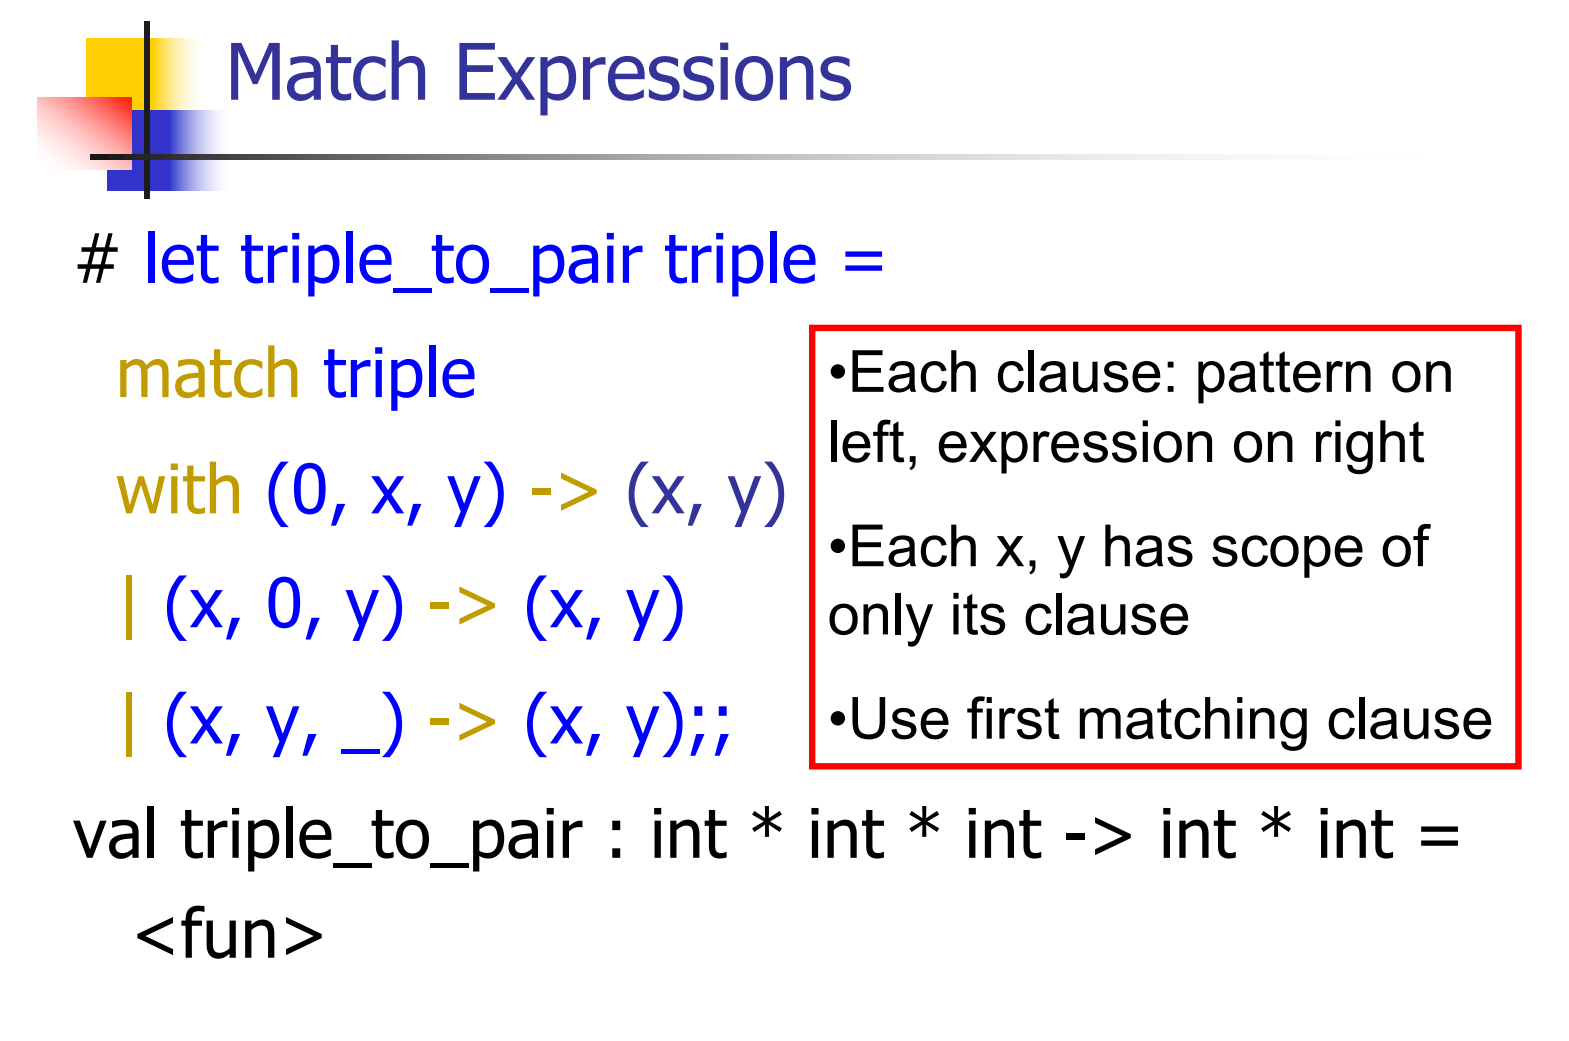 Match Expressions
# let triple_to_pair triple =
match triple
with (0, x, y) -> (x, y)
| (x, 0, y) -> (x, y)
| (x, y, _) -> (x, y);;
•Each clause: pattern on
left, expression on right
•Each x, y has scope of
only its clause
•Use first matching clause
val triple_to_pair : int * int * int -> int * int =
<fun>